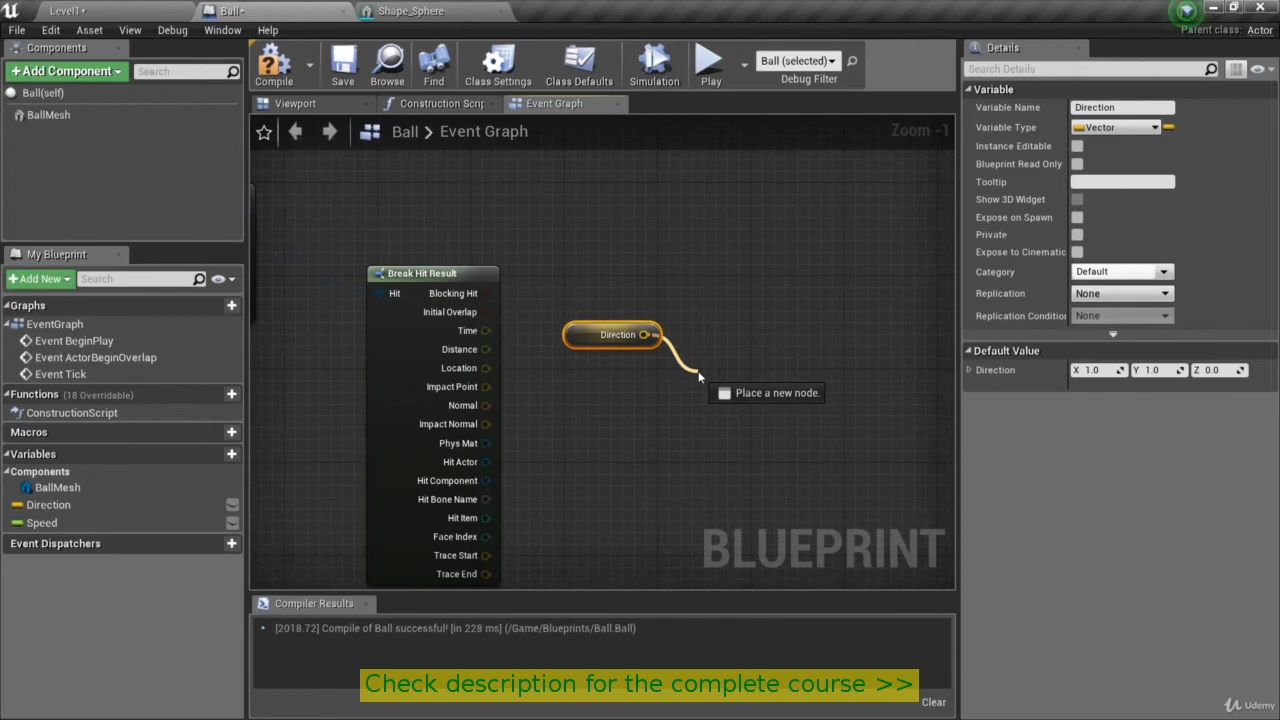 Level1•
Ball•
Shape_Sphere
File
Edit
Asset
View
Debug
Window
Help
Parent class: Actor
Components
+Add Component
Search
Ball(self)
BallMesh
Compile
Save
Browse
Find
Class Settings
Class Defaults
Simulation
Play
Ball (selected)
Debug Filter
Viewport
Construction Scrip
Event Graph
Ball > Event Graph
Zoom -1
My Blueprint
+Add New
Search
Graphs
EventGraph
Event BeginPlay
Event ActorBeginOverlap
Event Tick
Functions (18 Overridable)
ConstructionScript
Macros
Variables
Components
BallMesh
Direction
Speed
Event Dispatchers
Break Hit Result
Hit
Blocking Hit
Initial Overlap
Time
Distance
Location
Impact Point
Normal
Impact Normal
Phys Mat
Hit Actor
Hit Component
Hit Bone Name
Hit Item
Face Index
Trace Start
Trace End
Direction
Place a new node.
BLUEPRINT
Compiler Results
[2018.72] Compile of Ball successful! [in 228 ms] (/Game/Blueprints/Ball.Ball)
Clear
Details
Search Details
Variable
Variable Name
Direction
Variable Type
Vector
Instance Editable
Blueprint Read Only
Tooltip
Show 3D Widget
Expose on Spawn
Private
Expose to Cinematic
Category
Default
Replication
None
Replication Condition
None
Default Value
Direction
X 1.0
Y 1.0
Z 0.0
Check description for the complete course >>
Udemy